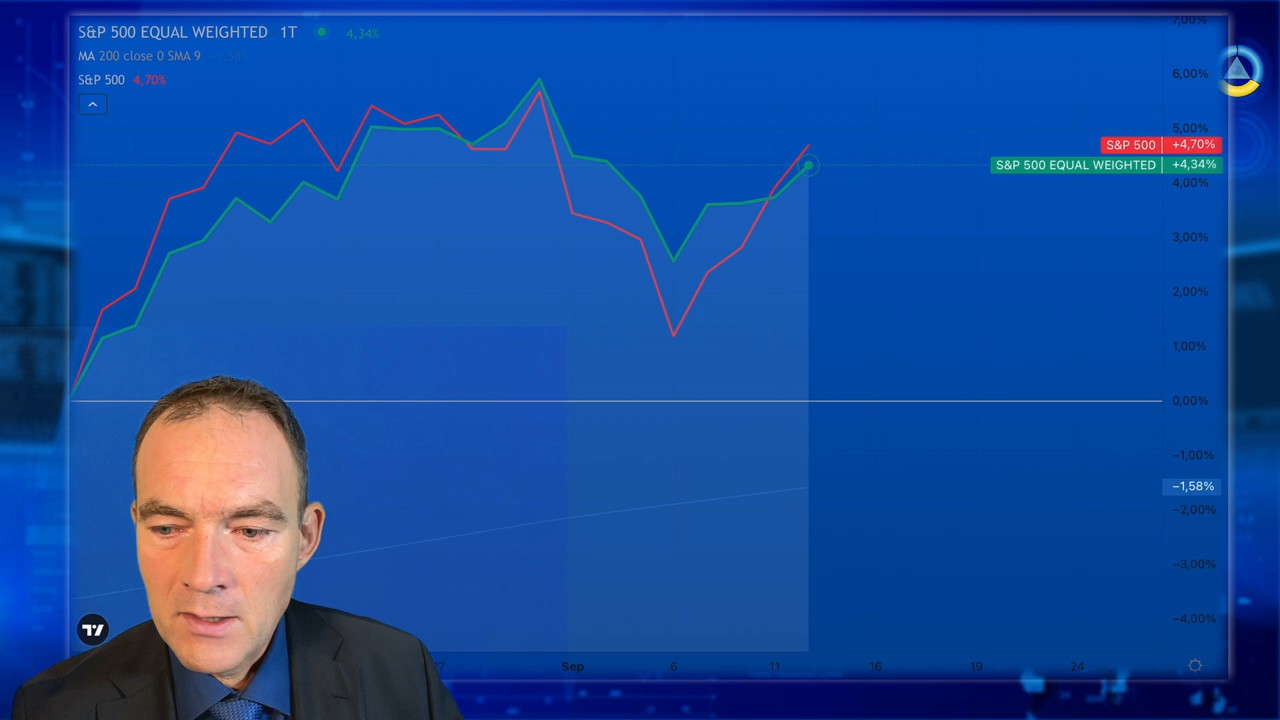 S&P 500 EQUAL WEIGHTED 1T 4,34%
MA 200 close 0 SMA 9 −1,58%
S&P 500 4,70%
7,00%
6,00%
5,00%
S&P 500 +4,70%
S&P 500 EQUAL WEIGHTED +4,34%
4,00%
3,00%
2,00%
1,00%
0,00%
−1,00%
−1,58%
−2,00%
−3,00%
−4,00%
Sep 6 11 16 19 24